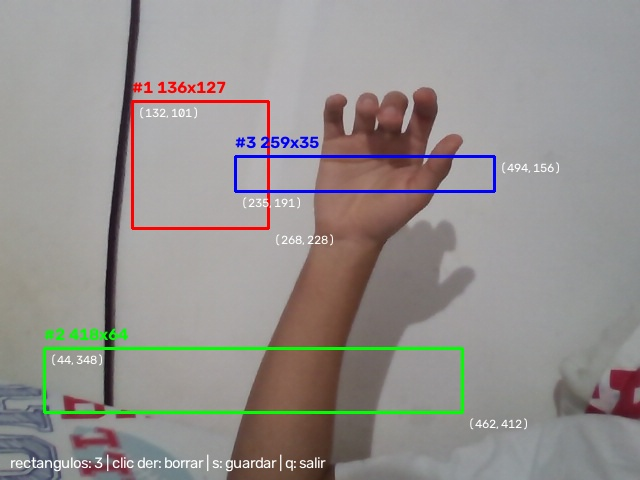 #1 136x127
(132, 101)
#3 259x35
(494, 156)
(235, 191)
(268, 228)
#2 418x64
(44, 348)
(462, 412)
rectangulos: 3 | clic der: borrar | s: guardar | q: salir